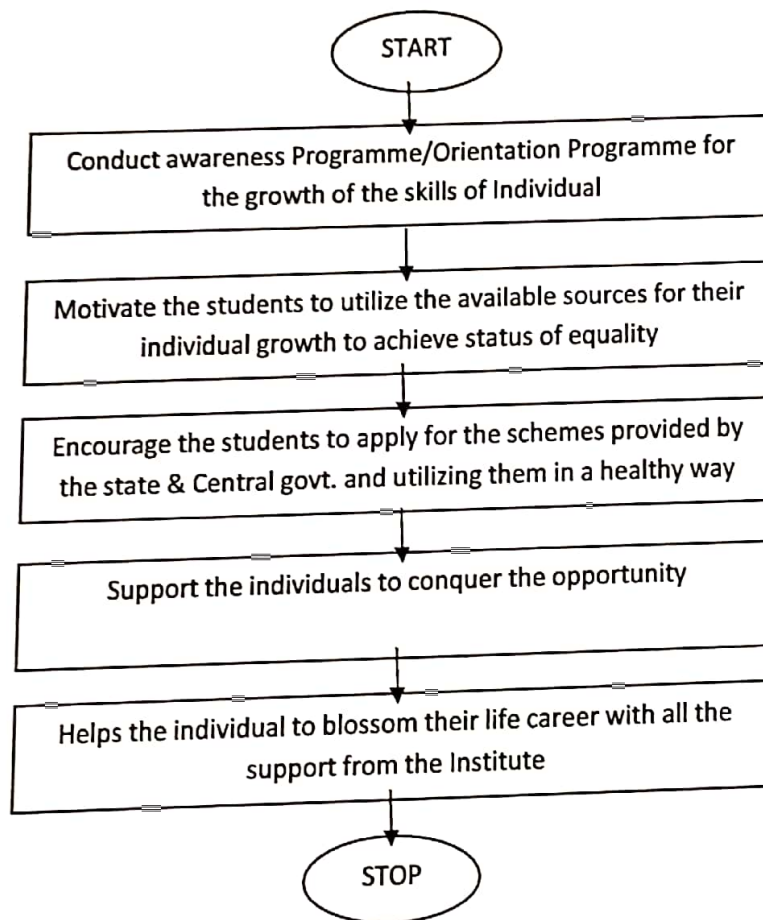 START
Conduct awareness Programme/Orientation Programme for
the growth of the skills of Individual
Motivate the students to utilize the available sources for their
individual growth to achieve status of equality
Encourage the students to apply for the schemes provided by
the state & Central govt. and utilizing them in a healthy way
Support the individuals to conquer the opportunity
Helps the individual to blossom their life career with all the
support from the Institute
STOP